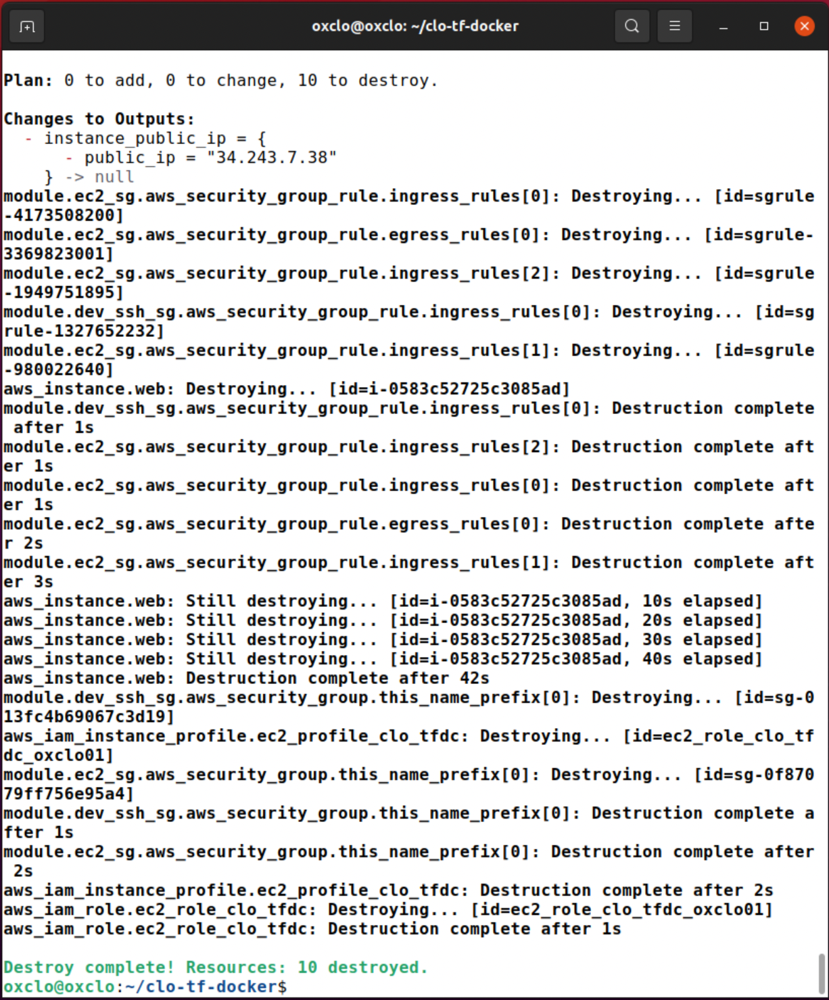 oxclo@oxclo: ~/clo-tf-docker
Plan: 0 to add, 0 to change, 10 to destroy.
Changes to Outputs:
  - instance_public_ip = {
      - public_ip = "34.243.7.38"
    } -> null
module.ec2_sg.aws_security_group_rule.ingress_rules[0]: Destroying... [id=sgrule
-4173508200]
module.ec2_sg.aws_security_group_rule.egress_rules[0]: Destroying... [id=sgrule-
3369823001]
module.ec2_sg.aws_security_group_rule.ingress_rules[2]: Destroying... [id=sgrule
-1949751895]
module.dev_ssh_sg.aws_security_group_rule.ingress_rules[0]: Destroying... [id=sg
rule-1327652232]
module.ec2_sg.aws_security_group_rule.ingress_rules[1]: Destroying... [id=sgrule
-980022640]
aws_instance.web: Destroying... [id=i-0583c52725c3085ad]
module.dev_ssh_sg.aws_security_group_rule.ingress_rules[0]: Destruction complete
 after 1s
module.ec2_sg.aws_security_group_rule.ingress_rules[2]: Destruction complete aft
er 1s
module.ec2_sg.aws_security_group_rule.ingress_rules[0]: Destruction complete aft
er 1s
module.ec2_sg.aws_security_group_rule.egress_rules[0]: Destruction complete afte
r 2s
module.ec2_sg.aws_security_group_rule.ingress_rules[1]: Destruction complete aft
er 3s
aws_instance.web: Still destroying... [id=i-0583c52725c3085ad, 10s elapsed]
aws_instance.web: Still destroying... [id=i-0583c52725c3085ad, 20s elapsed]
aws_instance.web: Still destroying... [id=i-0583c52725c3085ad, 30s elapsed]
aws_instance.web: Still destroying... [id=i-0583c52725c3085ad, 40s elapsed]
aws_instance.web: Destruction complete after 42s
module.dev_ssh_sg.aws_security_group.this_name_prefix[0]: Destroying... [id=sg-0
13fc4b69067c3d19]
aws_iam_instance_profile.ec2_profile_clo_tfdc: Destroying... [id=ec2_role_clo_tf
dc_oxclo01]
module.ec2_sg.aws_security_group.this_name_prefix[0]: Destroying... [id=sg-0f870
79ff756e95a4]
module.dev_ssh_sg.aws_security_group.this_name_prefix[0]: Destruction complete a
fter 1s
module.ec2_sg.aws_security_group.this_name_prefix[0]: Destruction complete after
 2s
aws_iam_instance_profile.ec2_profile_clo_tfdc: Destruction complete after 2s
aws_iam_role.ec2_role_clo_tfdc: Destroying... [id=ec2_role_clo_tfdc_oxclo01]
aws_iam_role.ec2_role_clo_tfdc: Destruction complete after 1s
Destroy complete! Resources: 10 destroyed.
oxclo@oxclo:~/clo-tf-docker$